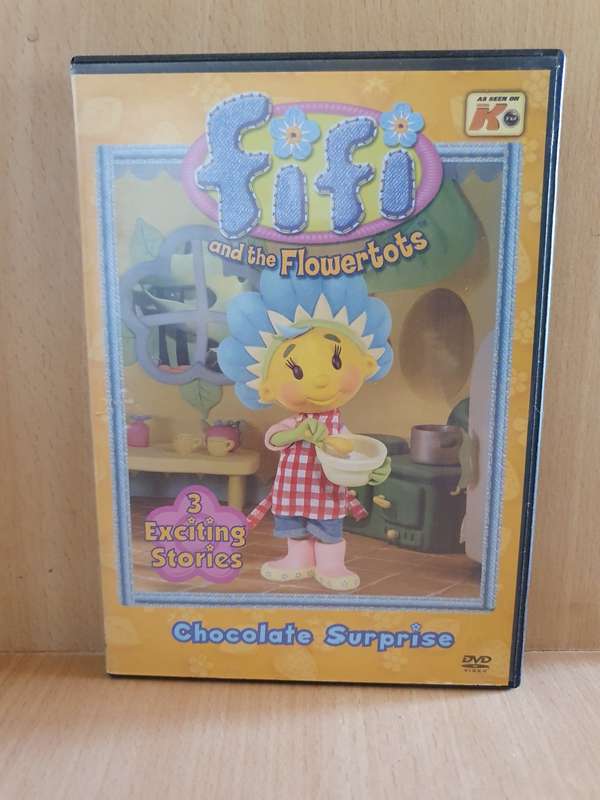 AS SEEN ON
K
fifi
and the Flowertots
3
Exciting
Stories
Chocolate Surprise
DVD
VIDEO